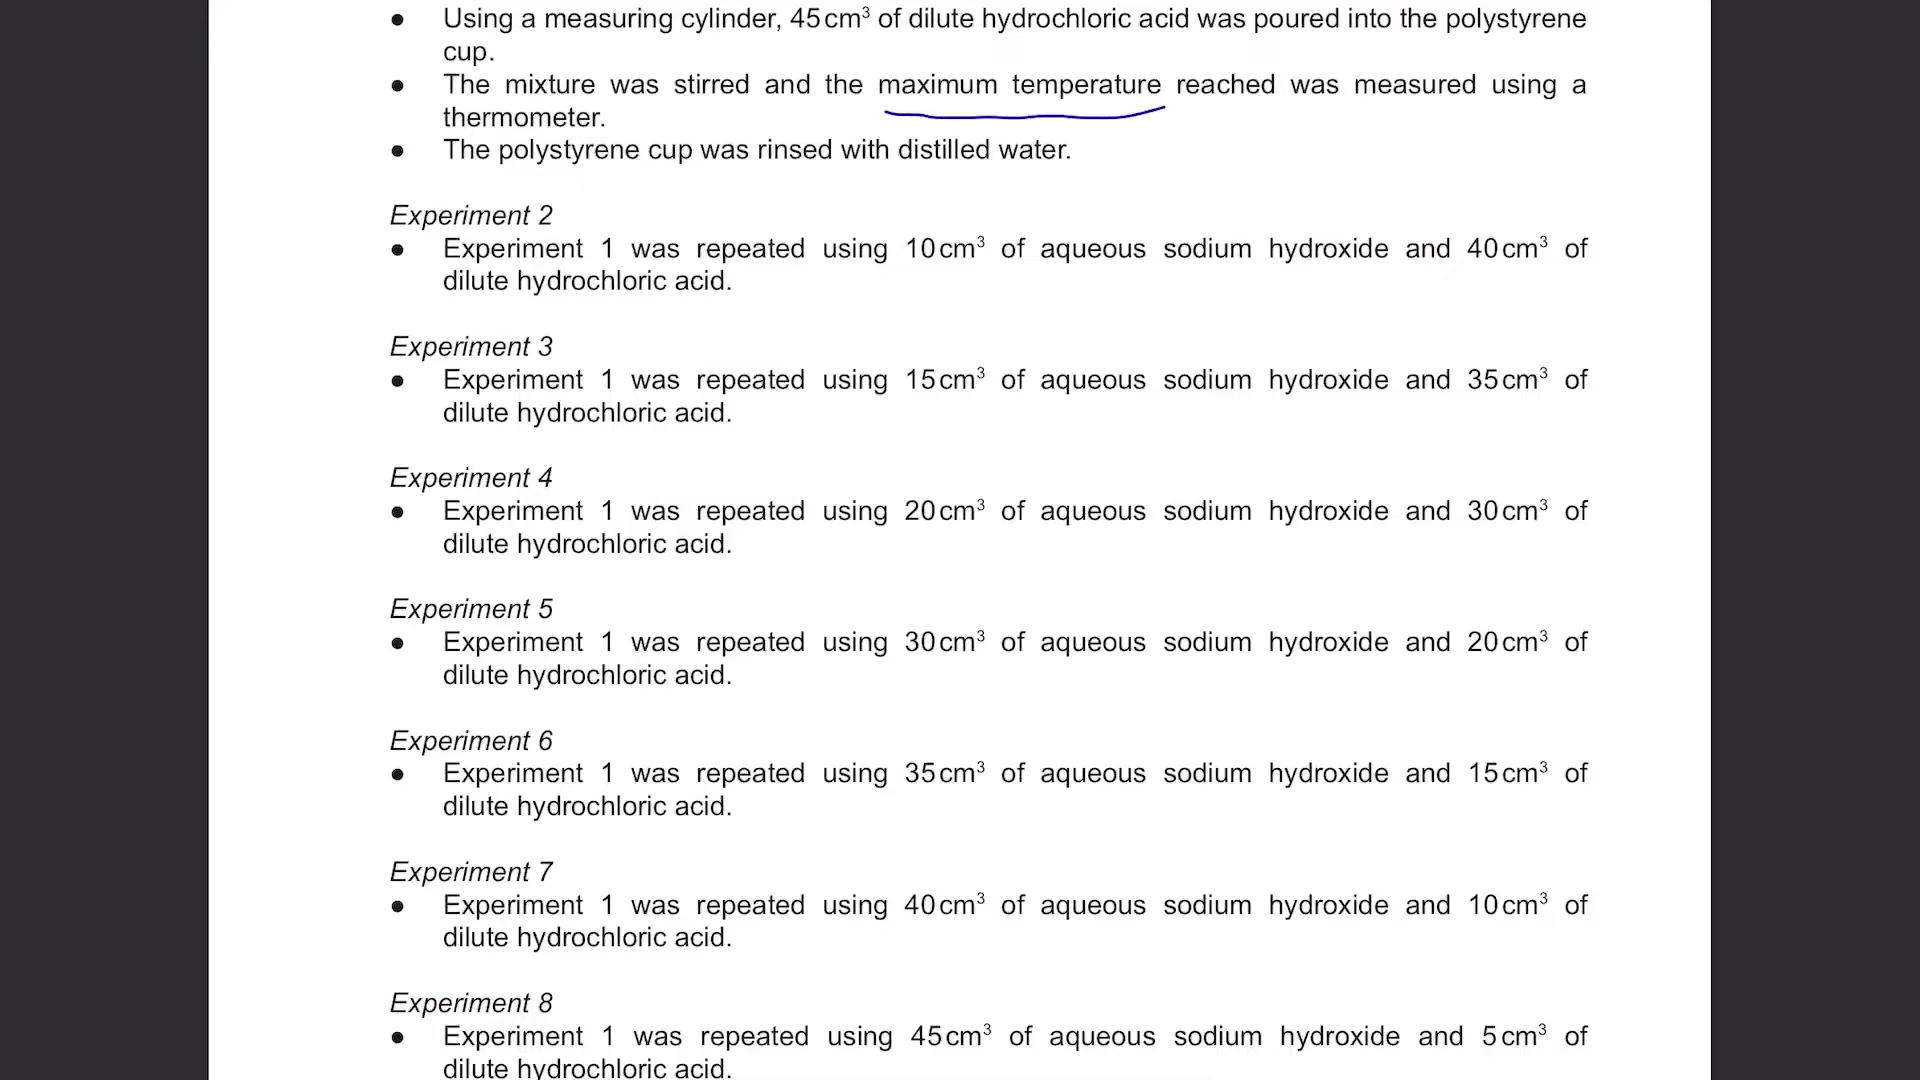 ● Using a measuring cylinder, 45 cm³ of dilute hydrochloric acid was poured into the polystyrene
cup.
● The mixture was stirred and the maximum temperature reached was measured using a
thermometer.
● The polystyrene cup was rinsed with distilled water.
Experiment 2
● Experiment 1 was repeated using 10 cm³ of aqueous sodium hydroxide and 40 cm³ of
dilute hydrochloric acid.
Experiment 3
● Experiment 1 was repeated using 15 cm³ of aqueous sodium hydroxide and 35 cm³ of
dilute hydrochloric acid.
Experiment 4
● Experiment 1 was repeated using 20 cm³ of aqueous sodium hydroxide and 30 cm³ of
dilute hydrochloric acid.
Experiment 5
● Experiment 1 was repeated using 30 cm³ of aqueous sodium hydroxide and 20 cm³ of
dilute hydrochloric acid.
Experiment 6
● Experiment 1 was repeated using 35 cm³ of aqueous sodium hydroxide and 15 cm³ of
dilute hydrochloric acid.
Experiment 7
● Experiment 1 was repeated using 40 cm³ of aqueous sodium hydroxide and 10 cm³ of
dilute hydrochloric acid.
Experiment 8
● Experiment 1 was repeated using 45 cm³ of aqueous sodium hydroxide and 5 cm³ of
dilute hydrochloric acid.